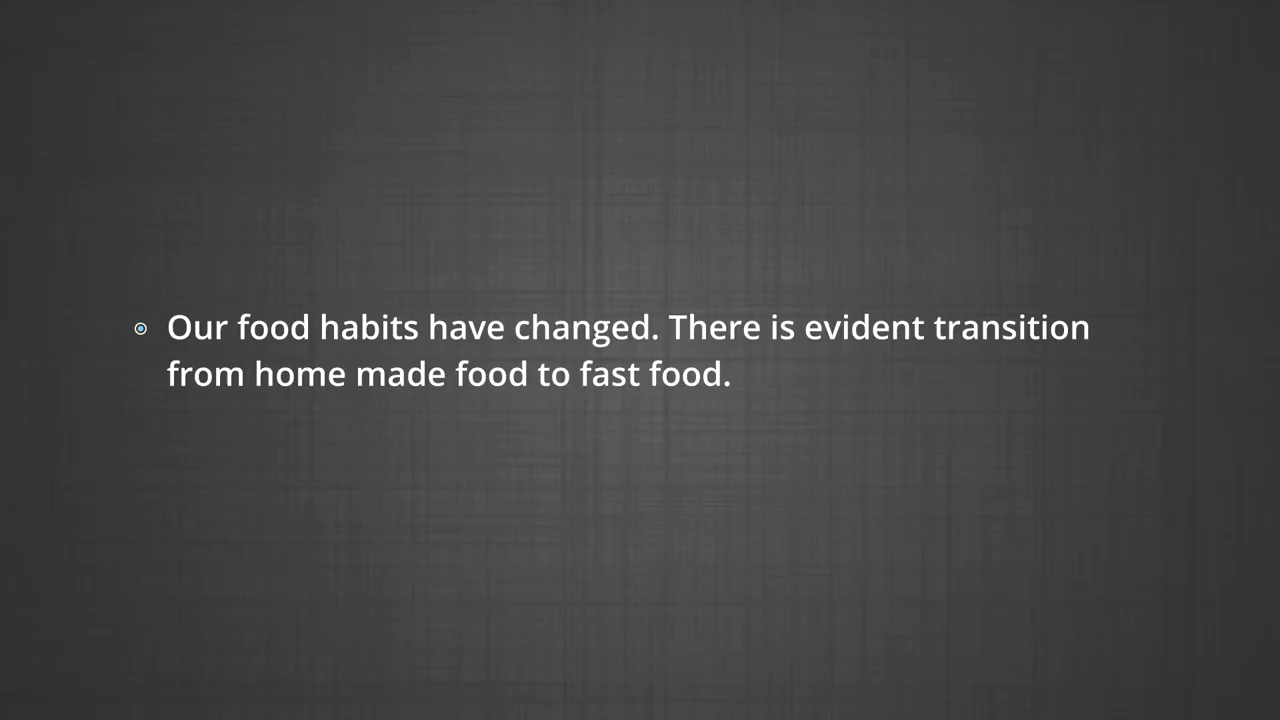 Our food habits have changed. There is evident transition
from home made food to fast food.